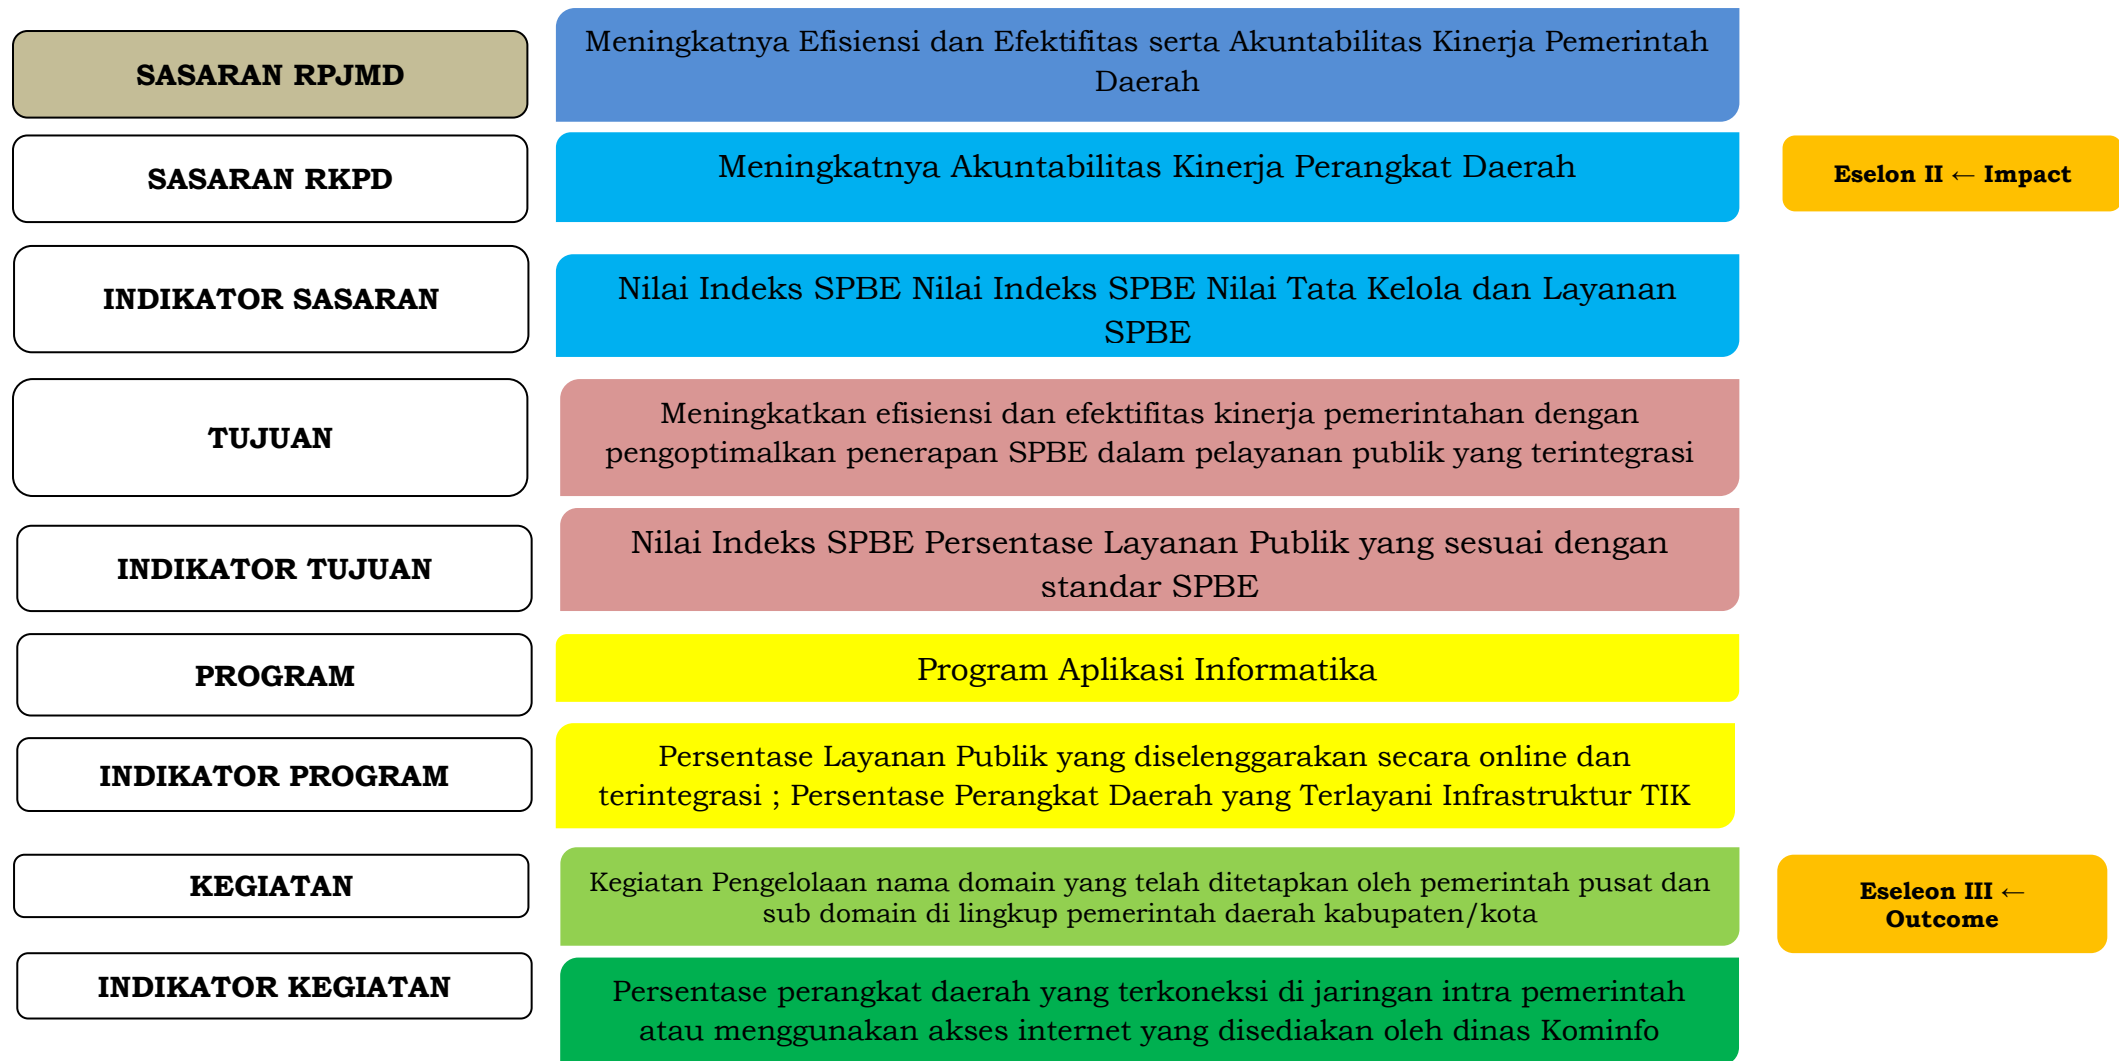 SASARAN RPJMD
Meningkatnya Efisiensi dan Efektifitas serta Akuntabilitas Kinerja Pemerintah
Daerah
SASARAN RKPD
Meningkatnya Akuntabilitas Kinerja Perangkat Daerah
Eselon II ← Impact
INDIKATOR SASARAN
Nilai Indeks SPBE Nilai Indeks SPBE Nilai Tata Kelola dan Layanan
SPBE
TUJUAN
Meningkatkan efisiensi dan efektifitas kinerja pemerintahan dengan
pengoptimalkan penerapan SPBE dalam pelayanan publik yang terintegrasi
INDIKATOR TUJUAN
Nilai Indeks SPBE Persentase Layanan Publik yang sesuai dengan
standar SPBE
PROGRAM
Program Aplikasi Informatika
INDIKATOR PROGRAM
Persentase Layanan Publik yang diselenggarakan secara online dan
terintegrasi ; Persentase Perangkat Daerah yang Terlayani Infrastruktur TIK
KEGIATAN
Kegiatan Pengelolaan nama domain yang telah ditetapkan oleh pemerintah pusat dan
sub domain di lingkup pemerintah daerah kabupaten/kota
Eseleon III ←
Outcome
INDIKATOR KEGIATAN
Persentase perangkat daerah yang terkoneksi di jaringan intra pemerintah
atau menggunakan akses internet yang disediakan oleh dinas Kominfo